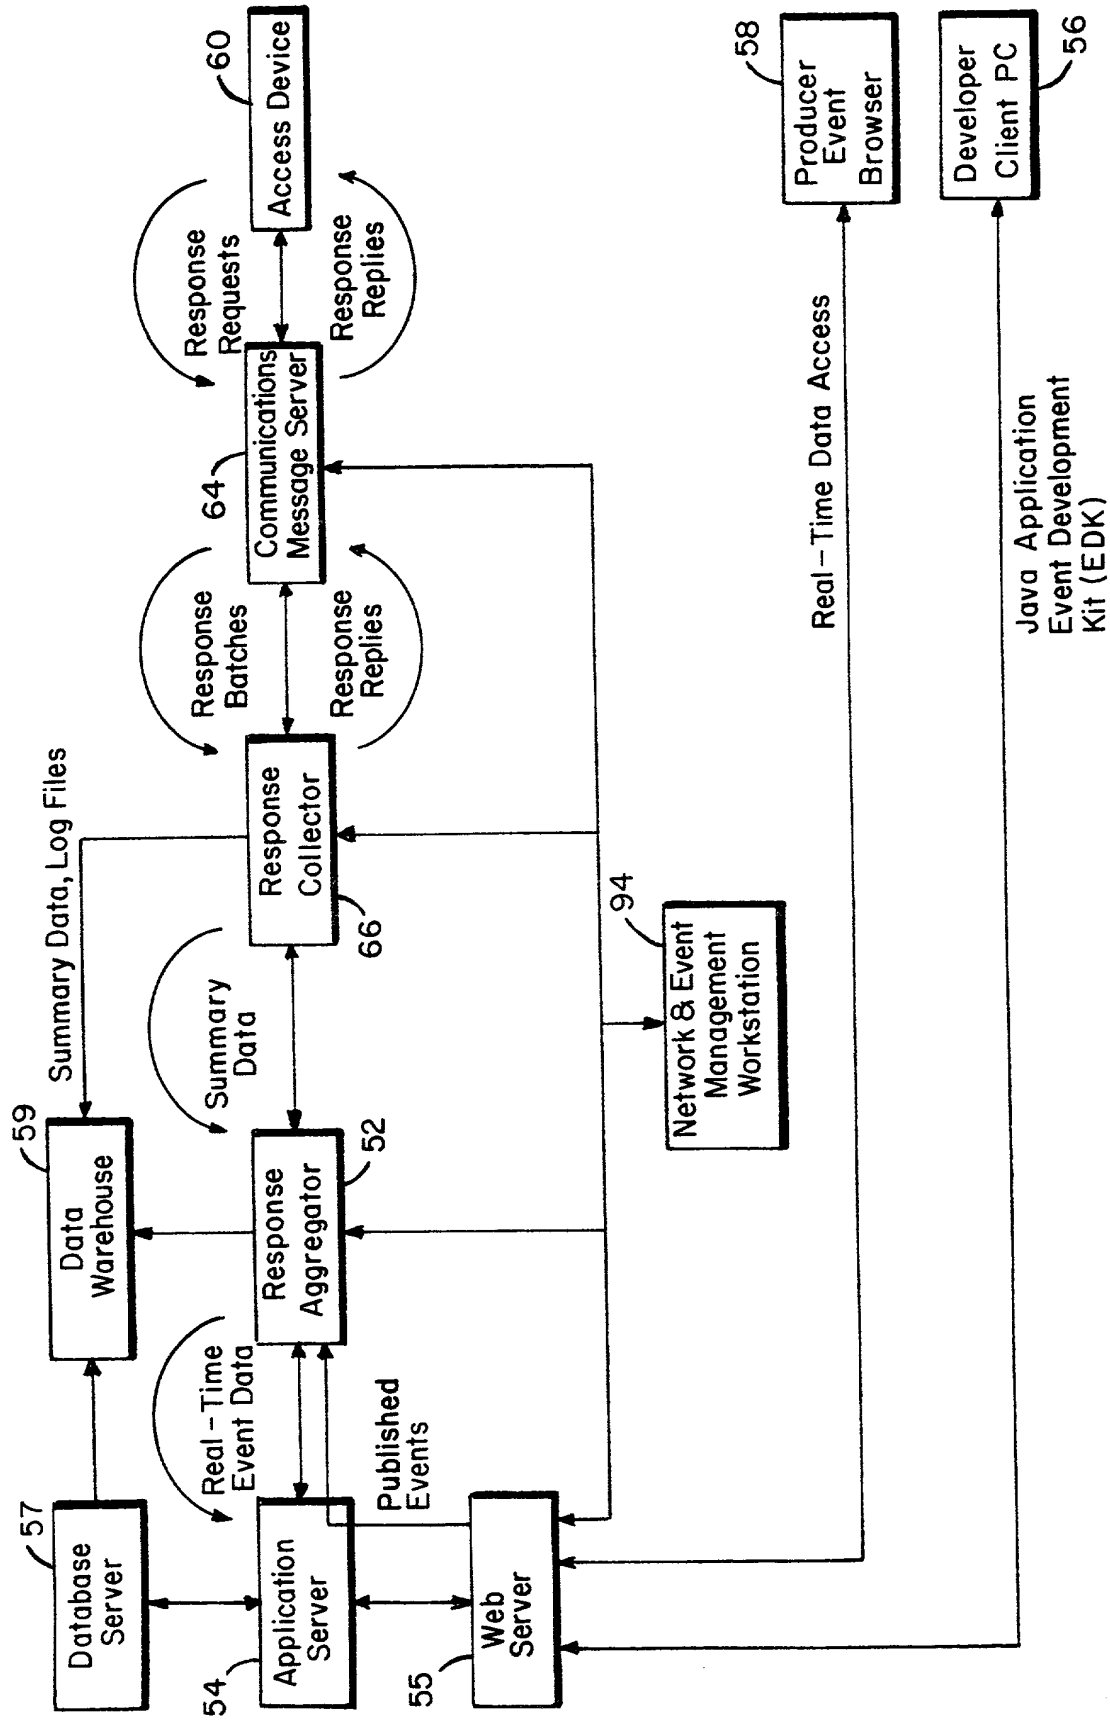 57
Database
Server
59
Data
Warehouse
Summary Data, Log Files
54
Application
Server
Real-Time
Event Data
Response
Aggregator
52
Summary
Data
Response
Collector
66
Response
Batches
Response
Replies
64
Communications
Message Server
Response
Requests
Response
Replies
60
Access Device
Published
Events
55
Web
Server
94
Network & Event
Management
Workstation
Real-Time Data Access
58
Producer
Event
Browser
Java Application
Event Development
Kit (EDK)
Developer
Client PC
56